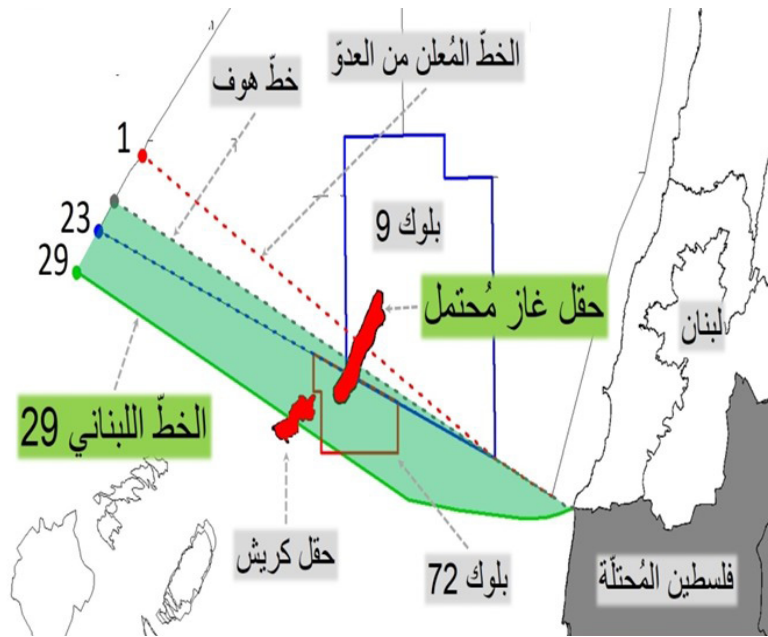 الخطّ المُعلن من العدوّ
خطّ هوف
1
23
29
بلوك 9
حقل غاز مُحتمل
لبنان
الخطّ اللبناني 29
حقل كريش
بلوك 72
فلسطين المُحتلّة